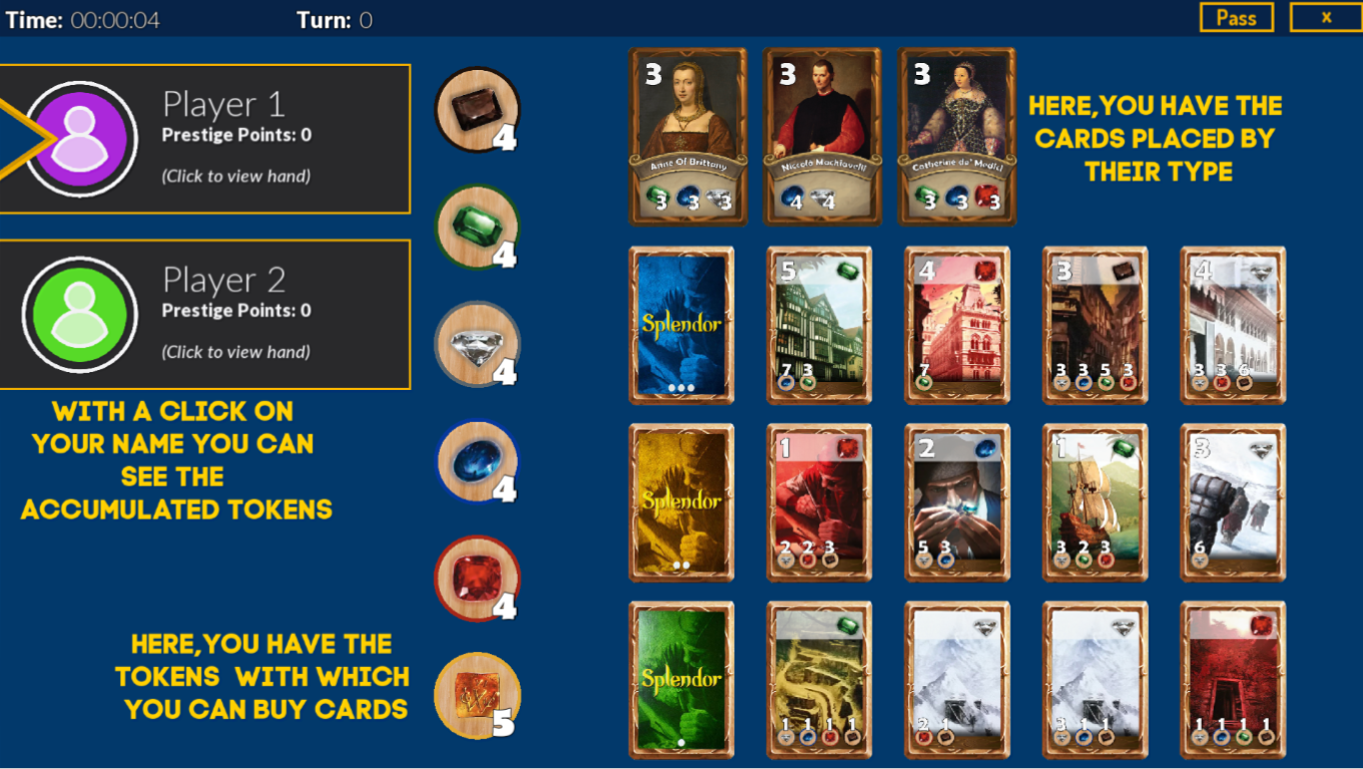 Time: 00:00:04
Turn: 0
Pass
x
Player 1
Prestige Points: 0
(Click to view hand)
Player 2
Prestige Points: 0
(Click to view hand)
WITH A CLICK ON
YOUR NAME YOU CAN
SEE THE
ACCUMULATED TOKENS
HERE,YOU HAVE THE
TOKENS WITH WHICH
YOU CAN BUY CARDS
4
4
4
4
4
5
3
Anne Of Brittany
3 3 3
3
Niccolo Machiavelli
4 4
3
Catherine de' Medici
3 3 3
HERE,YOU HAVE THE
CARDS PLACED BY
THEIR TYPE
Splendor
5
7 3
4
7
3
3 3 5 3
4
3 3 6
Splendor
1
2 2 3
2
5 3
1
3 2 3
3
6
Splendor
1 1 1 1
2 1
3 1 1
1 1 1 1